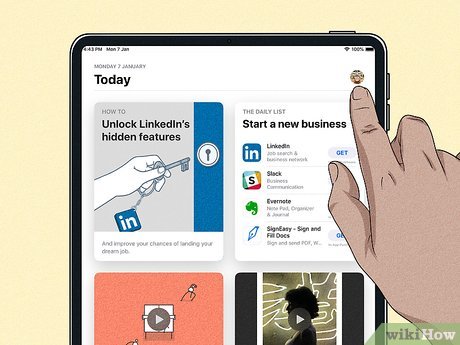 4:43 PM Mon 7 Jan
100%
MONDAY 7 JANUARY
Today
HOW TO
Unlock LinkedIn's
hidden features
in
And improve your chances of landing your
dream job.
THE DAILY LIST
Start a new business
in
LinkedIn
Job search &
business network
GET
Slack
Business
Communication
Evernote
Note Pad, Organizer
& Journal
SignEasy - Sign and
Fill Docs
Sign and send PDF, W...
wikiHow